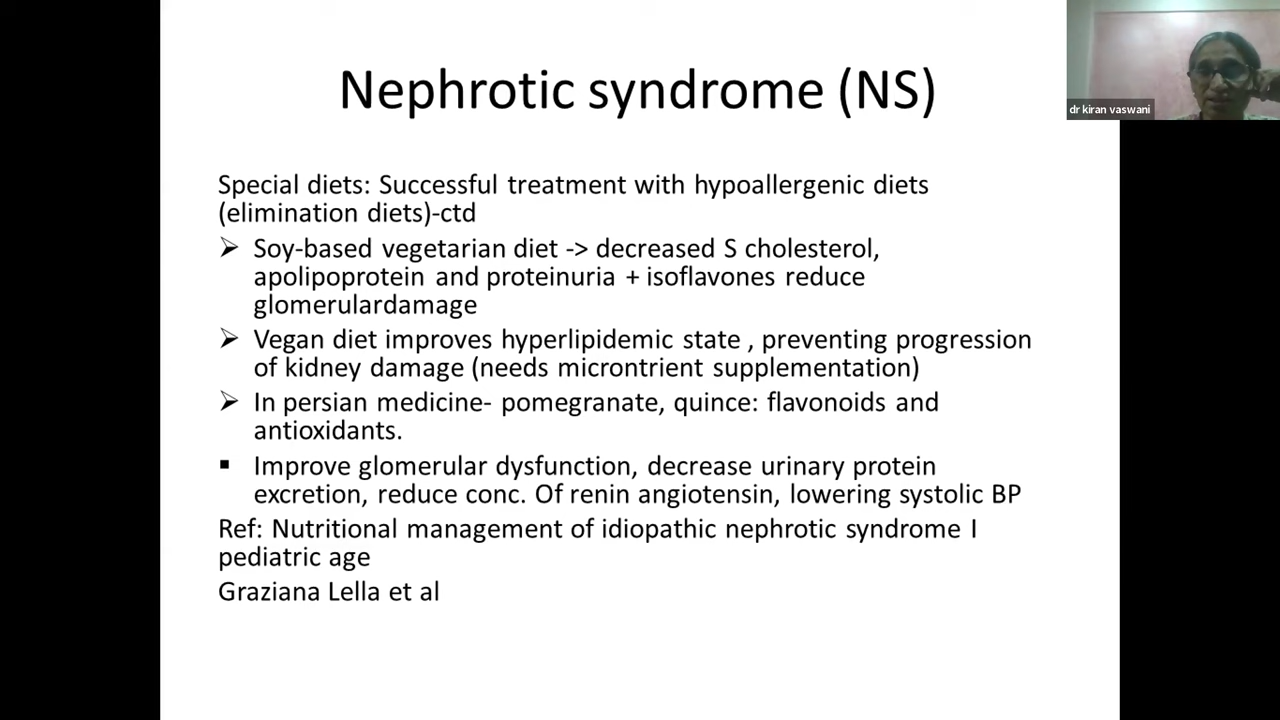 Nephrotic syndrome (NS)
dr kiran vaswani
Special diets: Successful treatment with hypoallergenic diets
(elimination diets)-ctd
➢ Soy-based vegetarian diet -> decreased S cholesterol,
apolipoprotein and proteinuria + isoflavones reduce
glomerulardamage
➢ Vegan diet improves hyperlipidemic state , preventing progression
of kidney damage (needs microntrient supplementation)
➢ In persian medicine- pomegranate, quince: flavonoids and
antioxidants.
▪ Improve glomerular dysfunction, decrease urinary protein
excretion, reduce conc. Of renin angiotensin, lowering systolic BP
Ref: Nutritional management of idiopathic nephrotic syndrome I
pediatric age
Graziana Lella et al